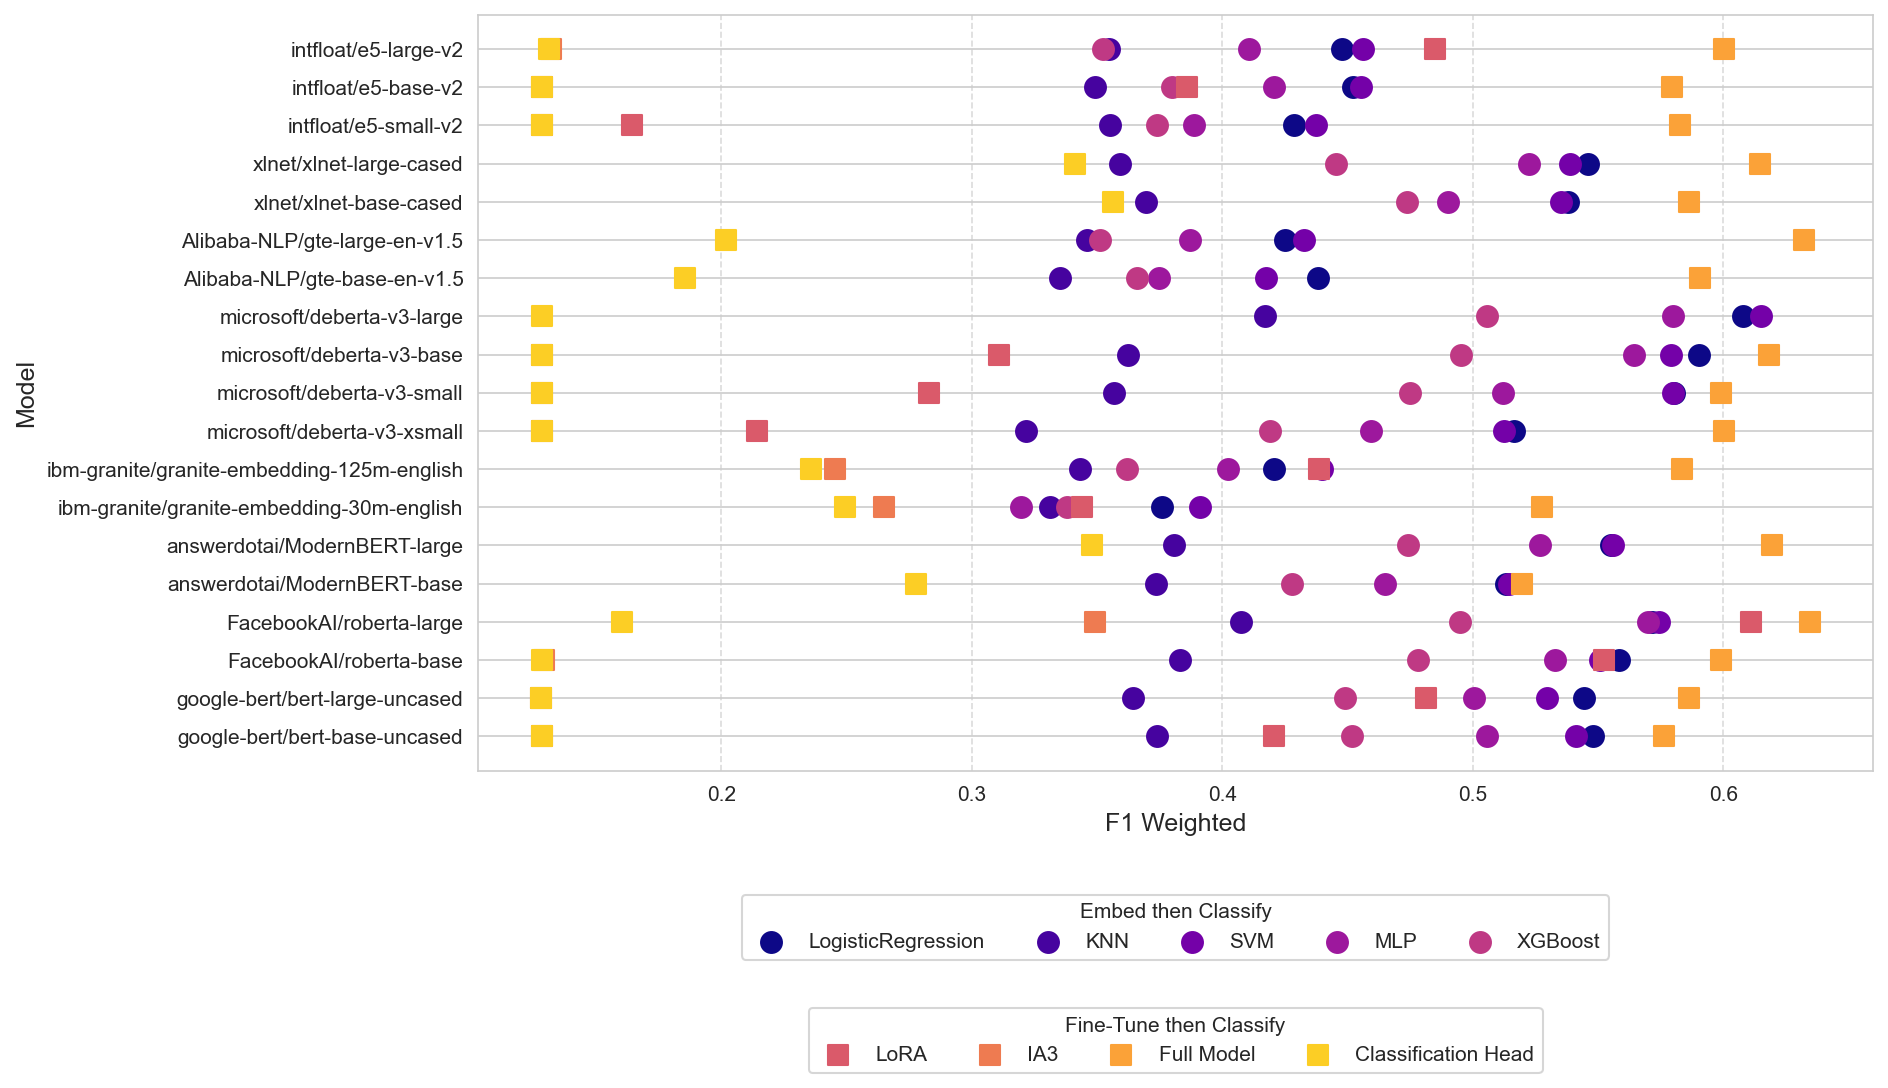 Model
intfloat/e5-large-v2
intfloat/e5-base-v2
intfloat/e5-small-v2
xlnet/xlnet-large-cased
xlnet/xlnet-base-cased
Alibaba-NLP/gte-large-en-v1.5
Alibaba-NLP/gte-base-en-v1.5
microsoft/deberta-v3-large
microsoft/deberta-v3-base
microsoft/deberta-v3-small
microsoft/deberta-v3-xsmall
ibm-granite/granite-embedding-125m-english
ibm-granite/granite-embedding-30m-english
answerdotai/ModernBERT-large
answerdotai/ModernBERT-base
FacebookAI/roberta-large
FacebookAI/roberta-base
google-bert/bert-large-uncased
google-bert/bert-base-uncased
0.2 0.3 0.4 0.5 0.6
F1 Weighted
Embed then Classify
LogisticRegression KNN SVM MLP XGBoost
Fine-Tune then Classify
LoRA IA3 Full Model Classification Head